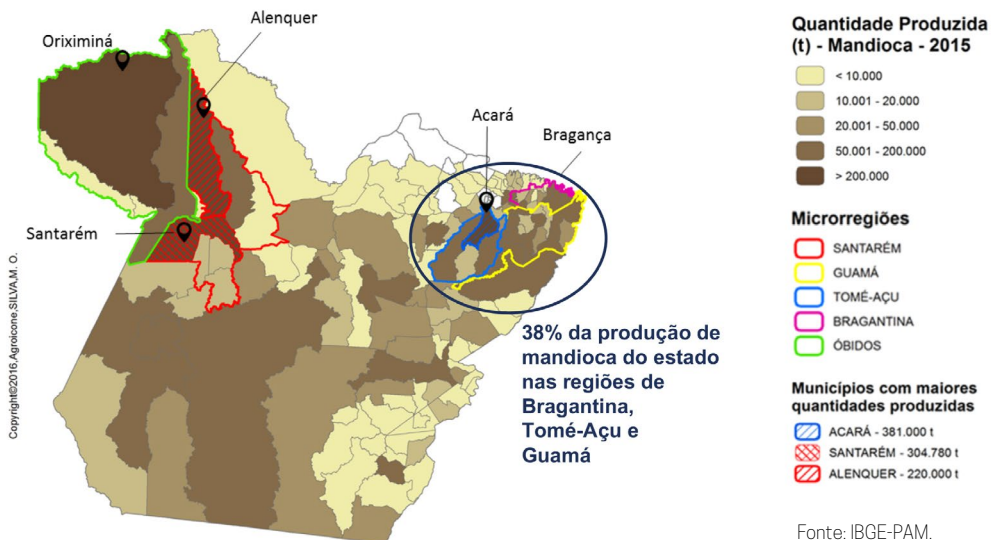 Alenquer
Oriximiná
Acará
Bragança
Santarém
38% da produção de
mandioca do estado
nas regiões de
Bragantina,
Tomé-Açu e
Guamá
Copyright©2016.Agroicone.SILVA,M. O.
Quantidade Produzida
(t) - Mandioca - 2015
< 10.000
10.001 - 20.000
20.001 - 50.000
50.001 - 200.000
> 200.000
Microrregiões
SANTARÉM
GUAMÁ
TOMÉ-AÇU
BRAGANTINA
ÓBIDOS
Municípios com maiores
quantidades produzidas
ACARÁ - 381.000 t
SANTARÉM - 304.780 t
ALENQUER - 220.000 t
Fonte: IBGE-PAM.